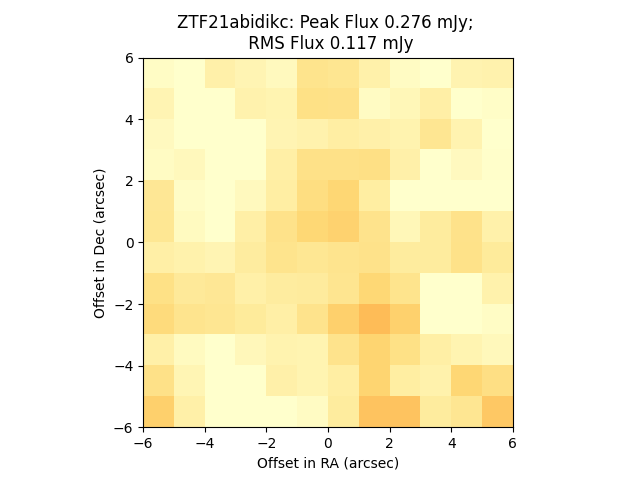 ZTF21abidikc: Peak Flux 0.276 mJy;
RMS Flux 0.117 mJy
6
4
2
0
−2
−4
−6
Offset in Dec (arcsec)
−6 −4 −2 0 2 4 6
Offset in RA (arcsec)